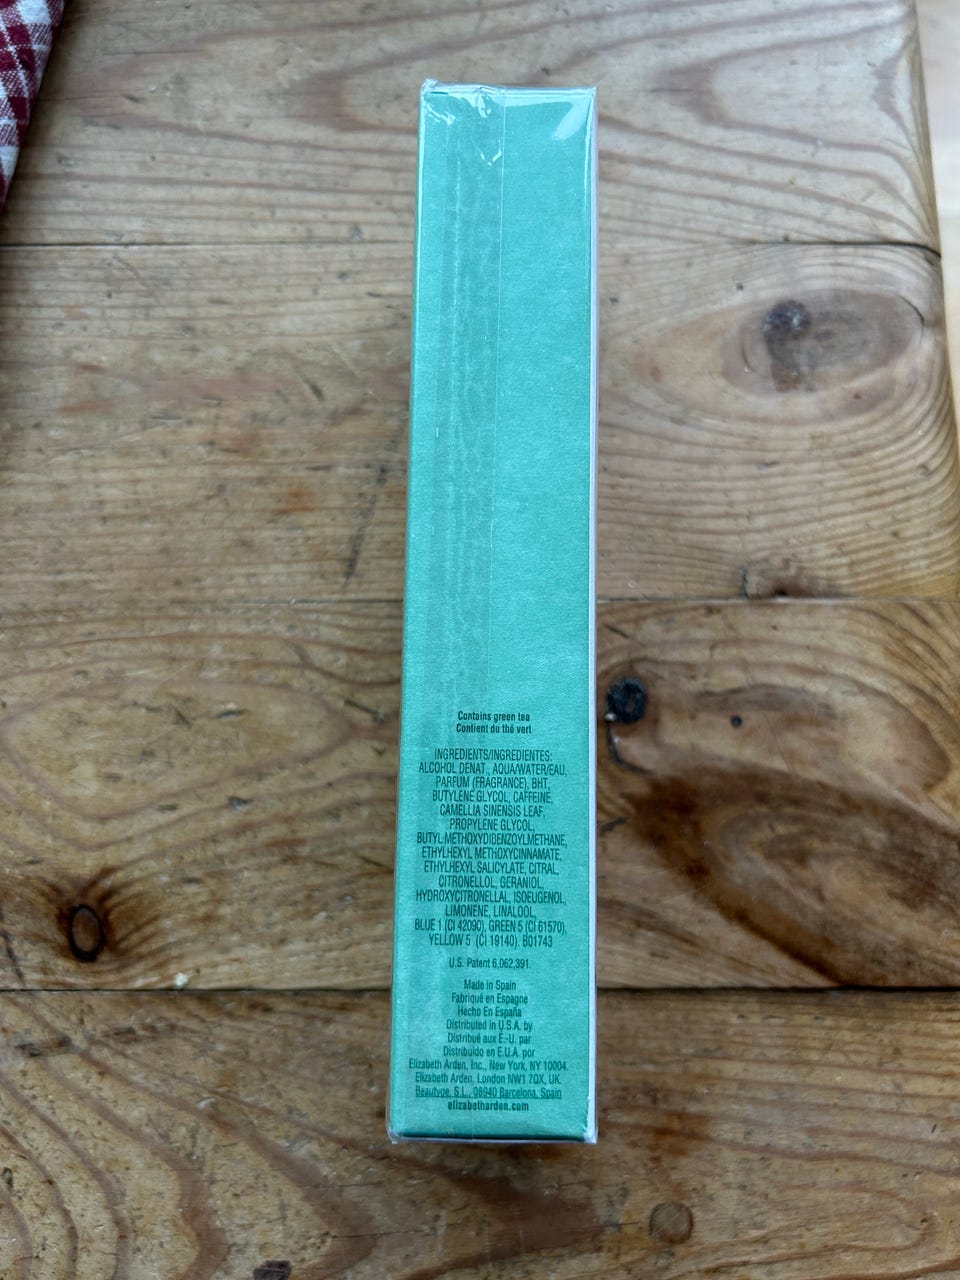 Contains green tea
Contient du thé vert
INGREDIENTS/INGREDIENTES:
ALCOHOL DENAT., AQUA/WATER/EAU,
PARFUM (FRAGRANCE), BHT,
BUTYLENE GLYCOL, CAFFEINE,
CAMELLIA SINENSIS LEAF,
PROPYLENE GLYCOL,
BUTYL METHOXYDIBENZOYLMETHANE,
ETHYLHEXYL METHOXYCINNAMATE,
ETHYLHEXYL SALICYLATE, CITRAL,
CITRONELLOL, GERANIOL,
HYDROXYCITRONELLAL, ISOEUGENOL,
LIMONENE, LINALOOL,
BLUE 1 (CI 42090), GREEN 5 (CI 61570),
YELLOW 5 (CI 19140). B01743
U.S. Patent 6,062,391.
Made in Spain
Fabriqué en Espagne
Hecho En España
Distributed in U.S.A. by
Distribué aux É.-U. par
Distribuido en E.U.A. por
Elizabeth Arden, Inc., New York, NY 10004.
Elizabeth Arden, London NW1 7QX, UK.
Beautyge, S.L., 08940 Barcelona, Spain
elizabetharden.com